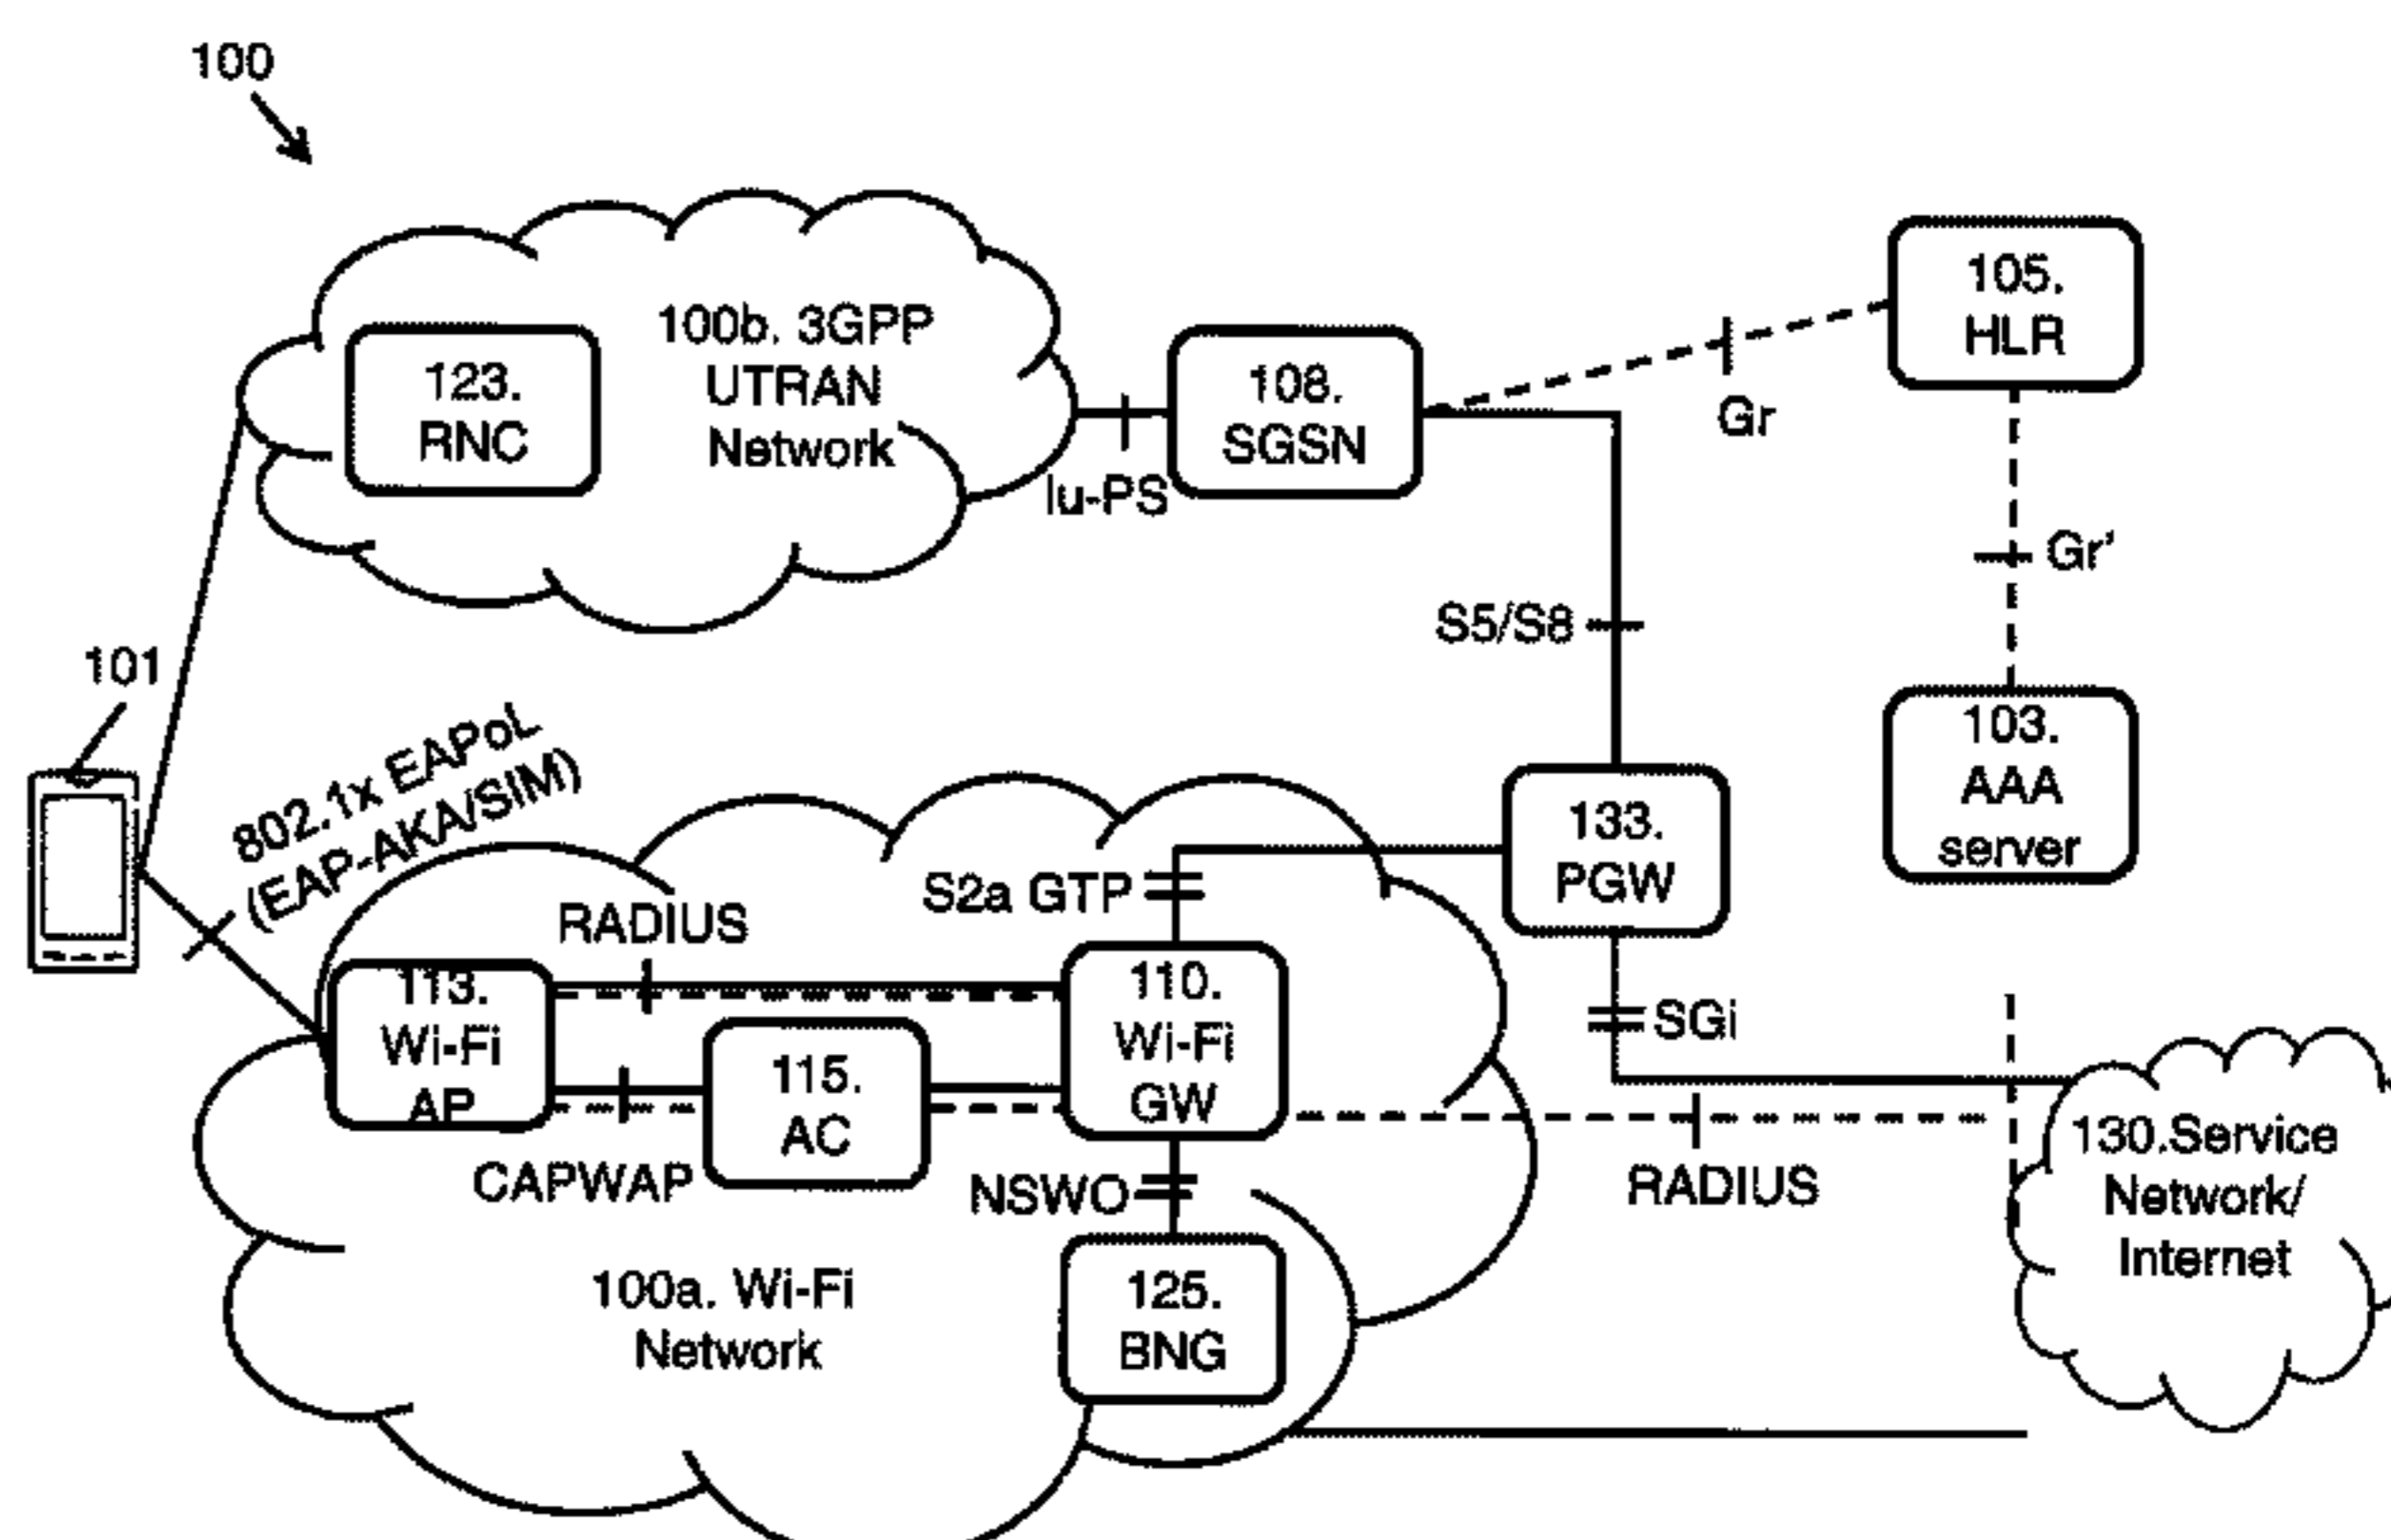 100
105.
HLR
100b. 3GPP
UTRAN
Network
123.
RNC
108.
SGSN
Gr
Iu-PS
Gr'
S5/S8
101
802.1x EAPoL
(EAP-AKA/SIM)
103.
AAA
server
133.
PGW
S2a GTP
RADIUS
113.
Wi-Fi
AP
110.
Wi-Fi
GW
SGi
115.
AC
130.Service
Network/
Internet
CAPWAP
NSWO
RADIUS
100a. Wi-Fi
Network
125.
BNG